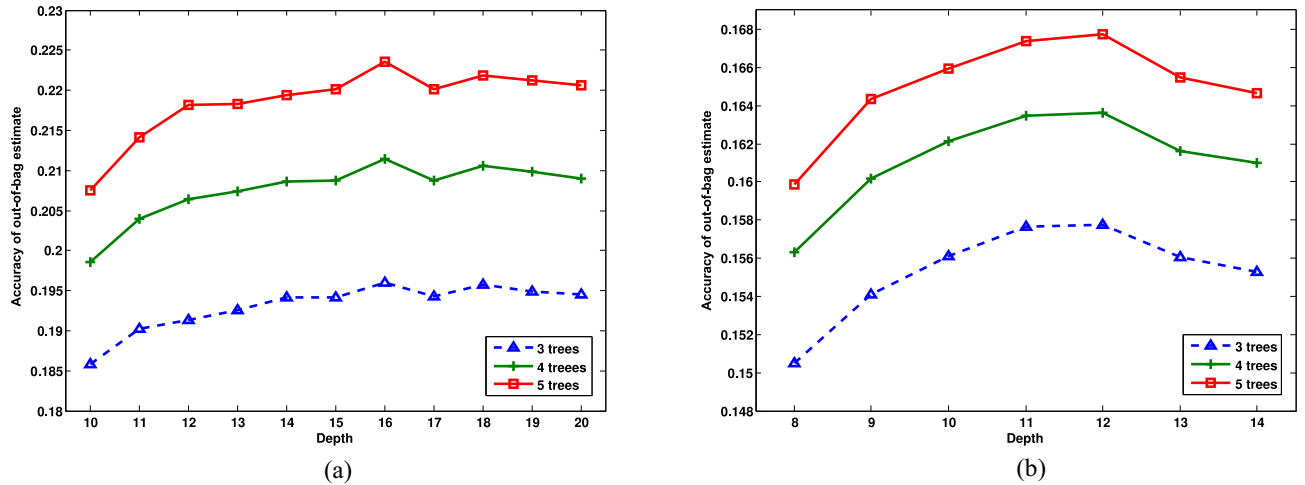 0.23
0.225
0.22
0.215
0.21
0.205
0.2
0.195
0.19
0.185
0.18
Accuracy of out-of-bag estimate
10 11 12 13 14 15 16 17 18 19 20
Depth
3 trees
4 treees
5 trees
(a)
0.168
0.166
0.164
0.162
0.16
0.158
0.156
0.154
0.152
0.15
0.148
Accuracy of out-of-bag estimate
8 9 10 11 12 13 14
Depth
3 trees
4 trees
5 trees
(b)